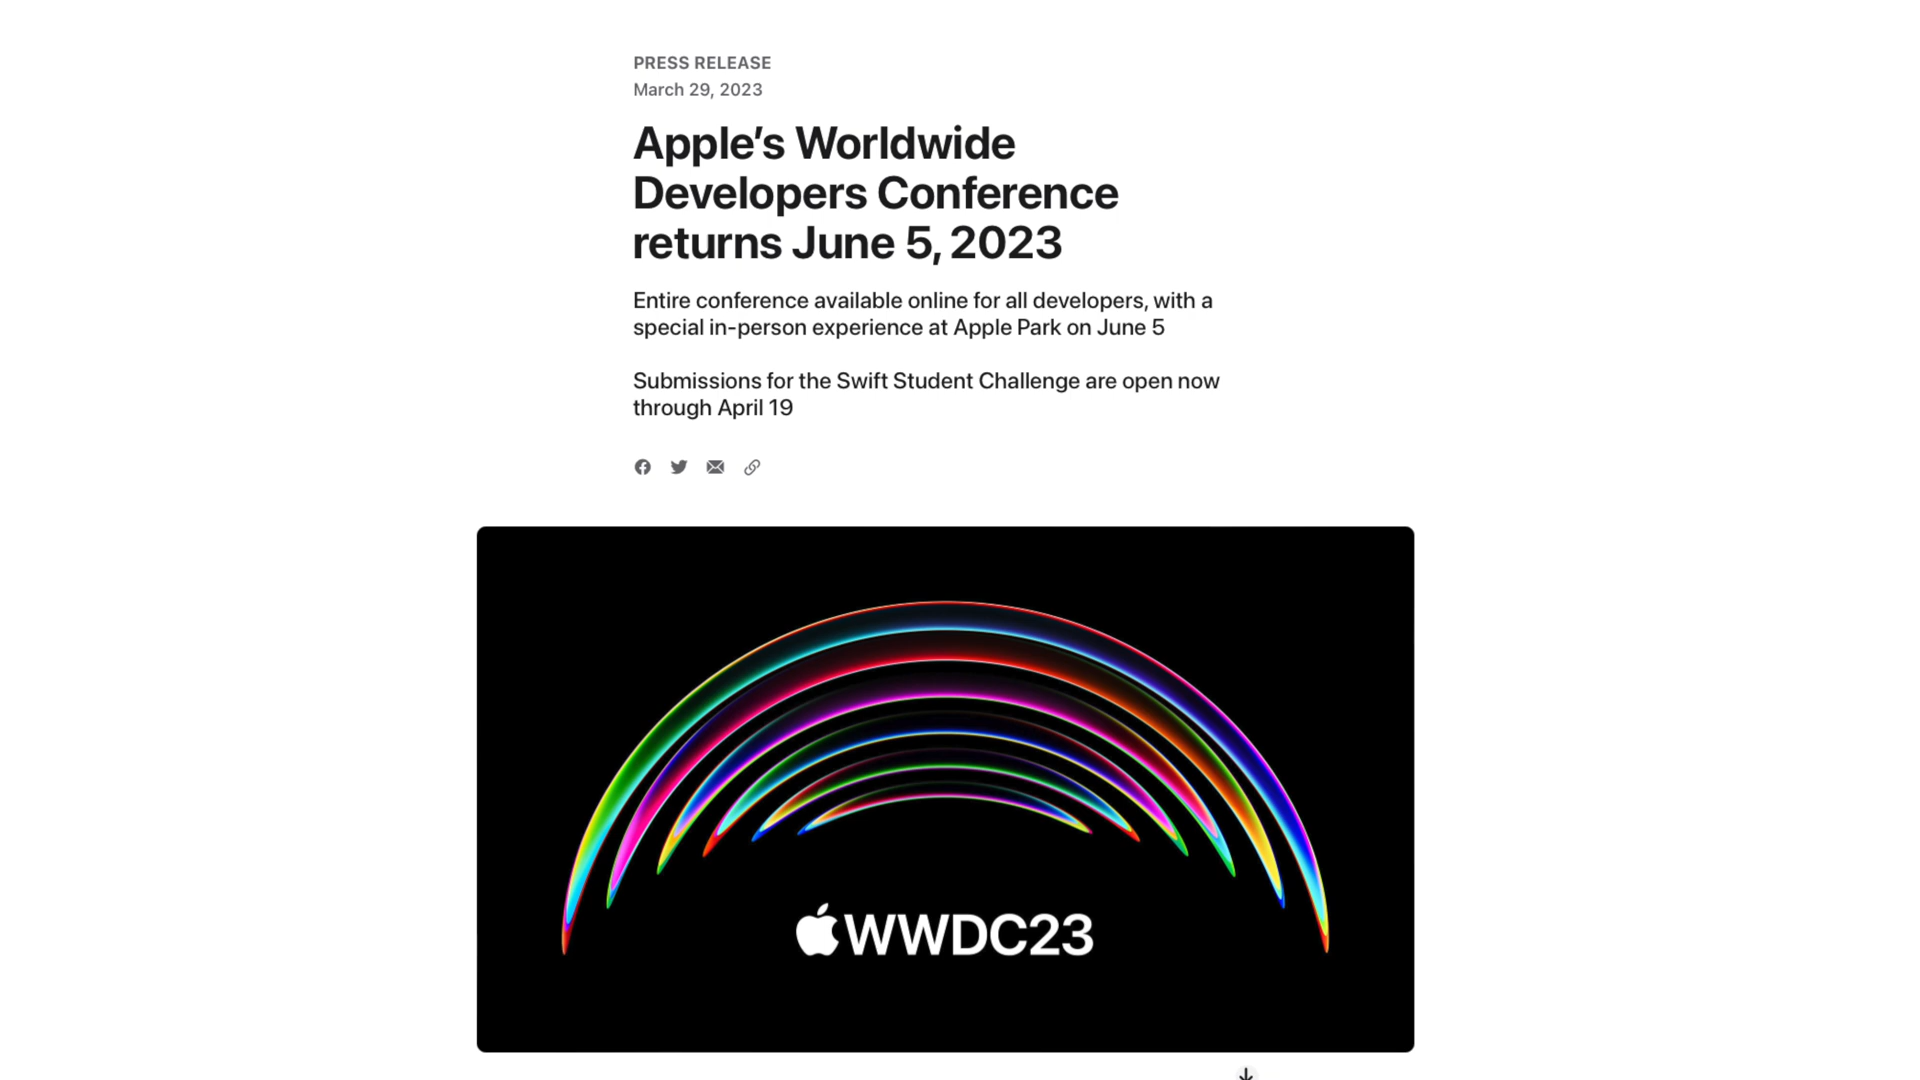 PRESS RELEASE
March 29, 2023
Apple’s Worldwide
Developers Conference
returns June 5, 2023
Entire conference available online for all developers, with a
special in-person experience at Apple Park on June 5
Submissions for the Swift Student Challenge are open now
through April 19
WWDC23